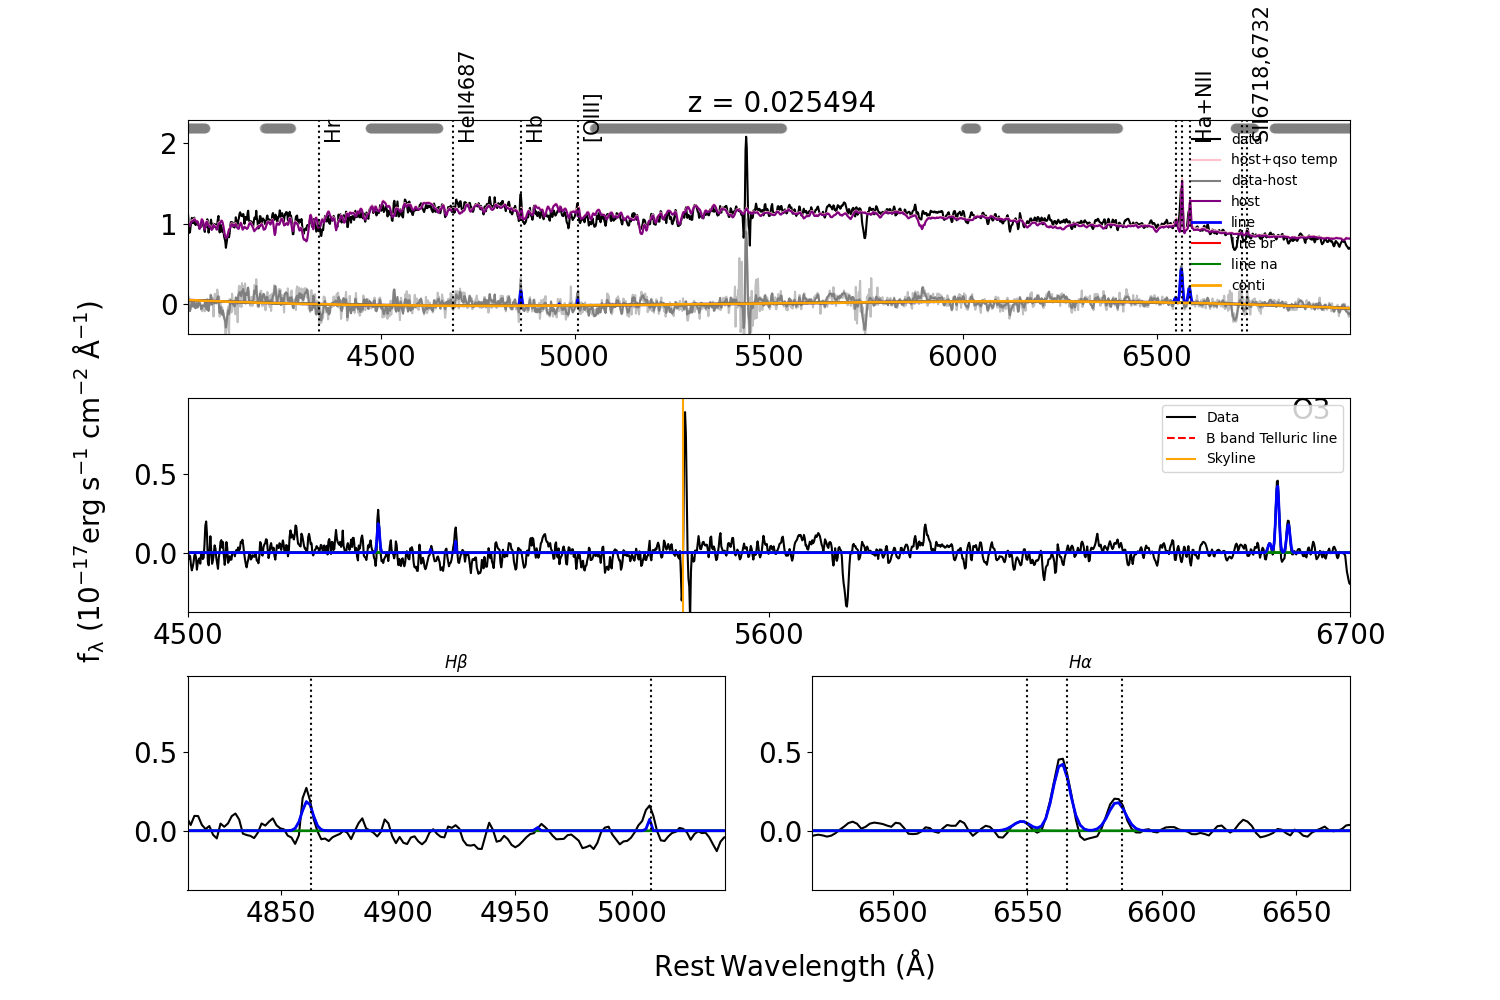 z = 0.025494
Hr
HeII4687
Hb
[OIII]
Ha+NII
SII6718,6732
data
host+qso temp
data-host
host
line
line br
line na
conti
2
1
0
4500 5000 5500 6000 6500
O3
Data
B band Telluric line
Skyline
0.5
0.0
4500 5600 6700
fλ (10⁻¹⁷erg s⁻¹ cm⁻² Å⁻¹)
Hβ
0.5
0.0
4850 4900 4950 5000
Hα
0.5
0.0
6500 6550 6600 6650
Rest Wavelength (Å)